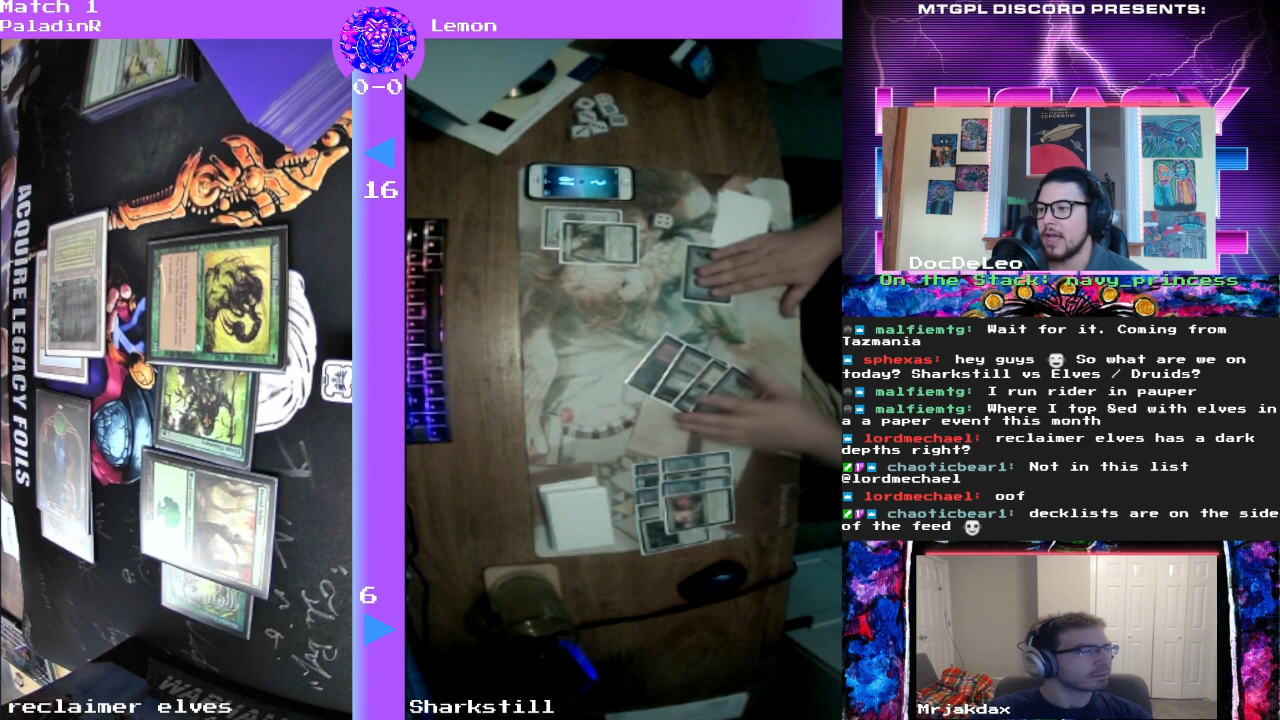 Match 1
PaladinR
Lemon
0-0
16
6
ACQUIRE LEGACY FOILS
reclaimer elves
Sharkstill
MTGPL DISCORD PRESENTS:
LEGACY
TOMORROW
DocDeLeo
On the Stack: navy_princess
malfiemtg: Wait for it. Coming from
Tazmania
sphexas: hey guys So what are we on
today? Sharkstill vs Elves / Druids?
malfiemtg: I run rider in pauper
malfiemtg: Where I top 8ed with elves in
a a paper event this month
lordmechael: reclaimer elves has a dark
depths right?
chaoticbear1: Not in this list
@lordmechael
lordmechael: oof
chaoticbear1: decklists are on the side
of the feed
Mrjakdax